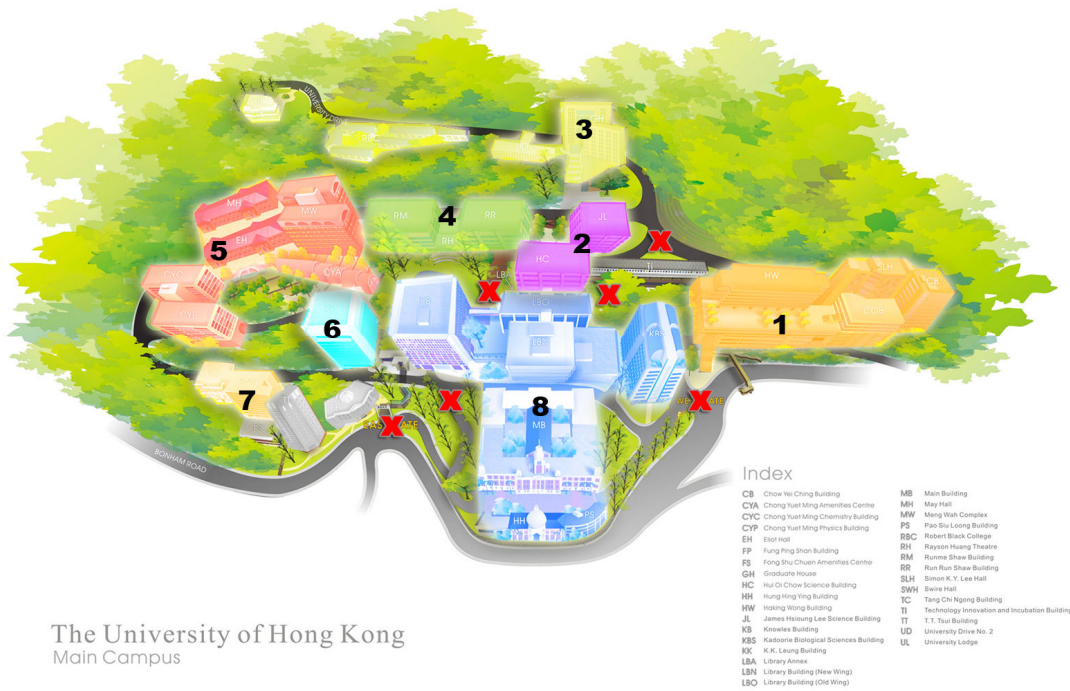 UNIVERSITY
3
MH
MW
RM
4
RR
JL
5
EH
RH
2
HC
CYA
CYC
LBA
TI
HW
SLH
CB
CYP
6
KB
LBO
KBS
1
7
8
MB
BONHAM ROAD
HH
PS
Index
CB Chow Yei Ching Building
CYA Chong Yuet Ming Amenities Centre
CYC Chong Yuet Ming Chemistry Building
CYP Chong Yuet Ming Physics Building
EH Eliot Hall
FP Fung Ping Shan Building
FS Fong Shu Chuen Amenities Centre
GH Graduate House
HC Hui Oi Chow Science Building
HH Hung Hing Ying Building
HW Haking Wong Building
JL James Hsioung Lee Science Building
KB Knowles Building
KBS Kadoorie Biological Sciences Building
KK K.K. Leung Building
LBA Library Annex
LBN Library Building (New Wing)
LBO Library Building (Old Wing)
MB Main Building
MH May Hall
MW Meng Wah Complex
PS Pao Siu Loong Building
RBC Robert Black College
RH Rayson Huang Theatre
RM Runme Shaw Building
RR Run Run Shaw Building
SLH Simon K.Y. Lee Hall
SWH Swire Hall
TC Tang Chi Ngong Building
TI Technology Innovation and Incubation Building
TT T.T. Tsui Building
UD University Drive No. 2
UL University Lodge
The University of Hong Kong
Main Campus